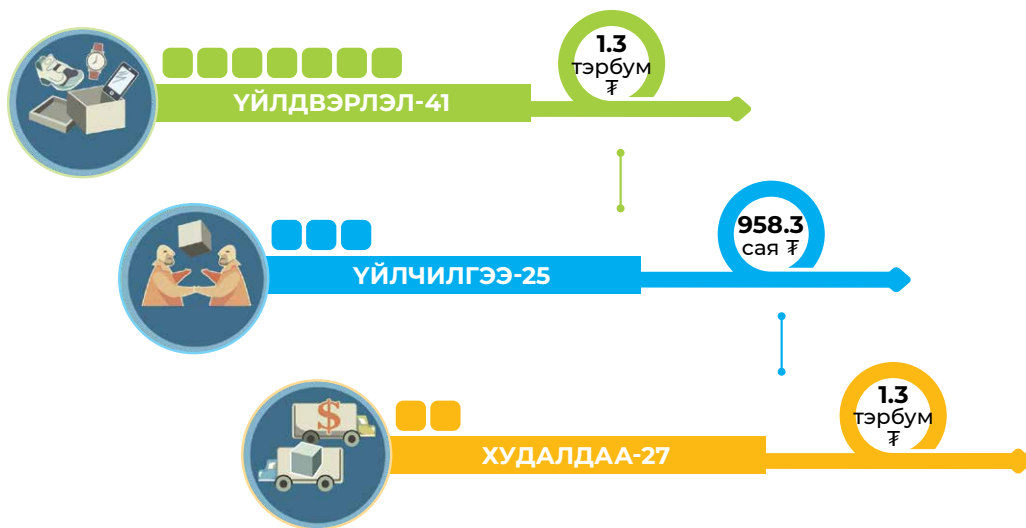 1.3
тэрбум
₮
ҮЙЛДВЭРЛЭЛ-41
958.3
сая ₮
ҮЙЛЧИЛГЭЭ-25
1.3
тэрбум
₮
$
ХУДАЛДАА-27